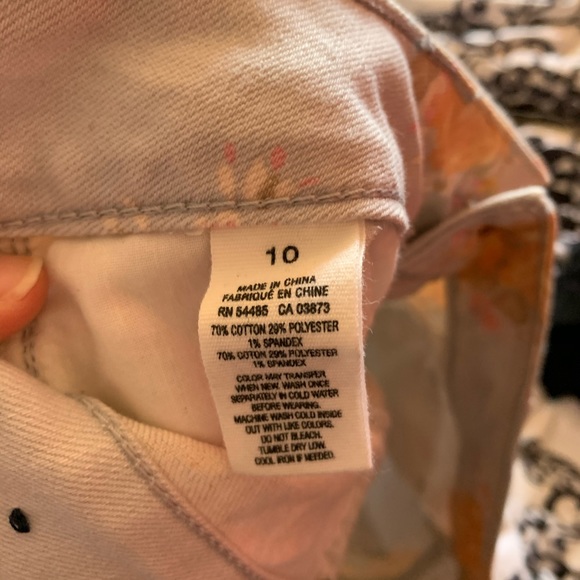 10
MADE IN CHINA
FABRIQUÉ EN CHINE
RN 54485 CA 03873
70% COTTON 29% POLYESTER
1% SPANDEX
70% COTTON 29% POLYESTER
1% SPANDEX
COLOR MAY TRANSFER
WHEN NEW. WASH ONCE
SEPARATELY IN COLD WATER
BEFORE WEARING.
MACHINE WASH COLD INSIDE
OUT WITH LIKE COLORS.
DO NOT BLEACH.
TUMBLE DRY LOW.
COOL IRON IF NEEDED.